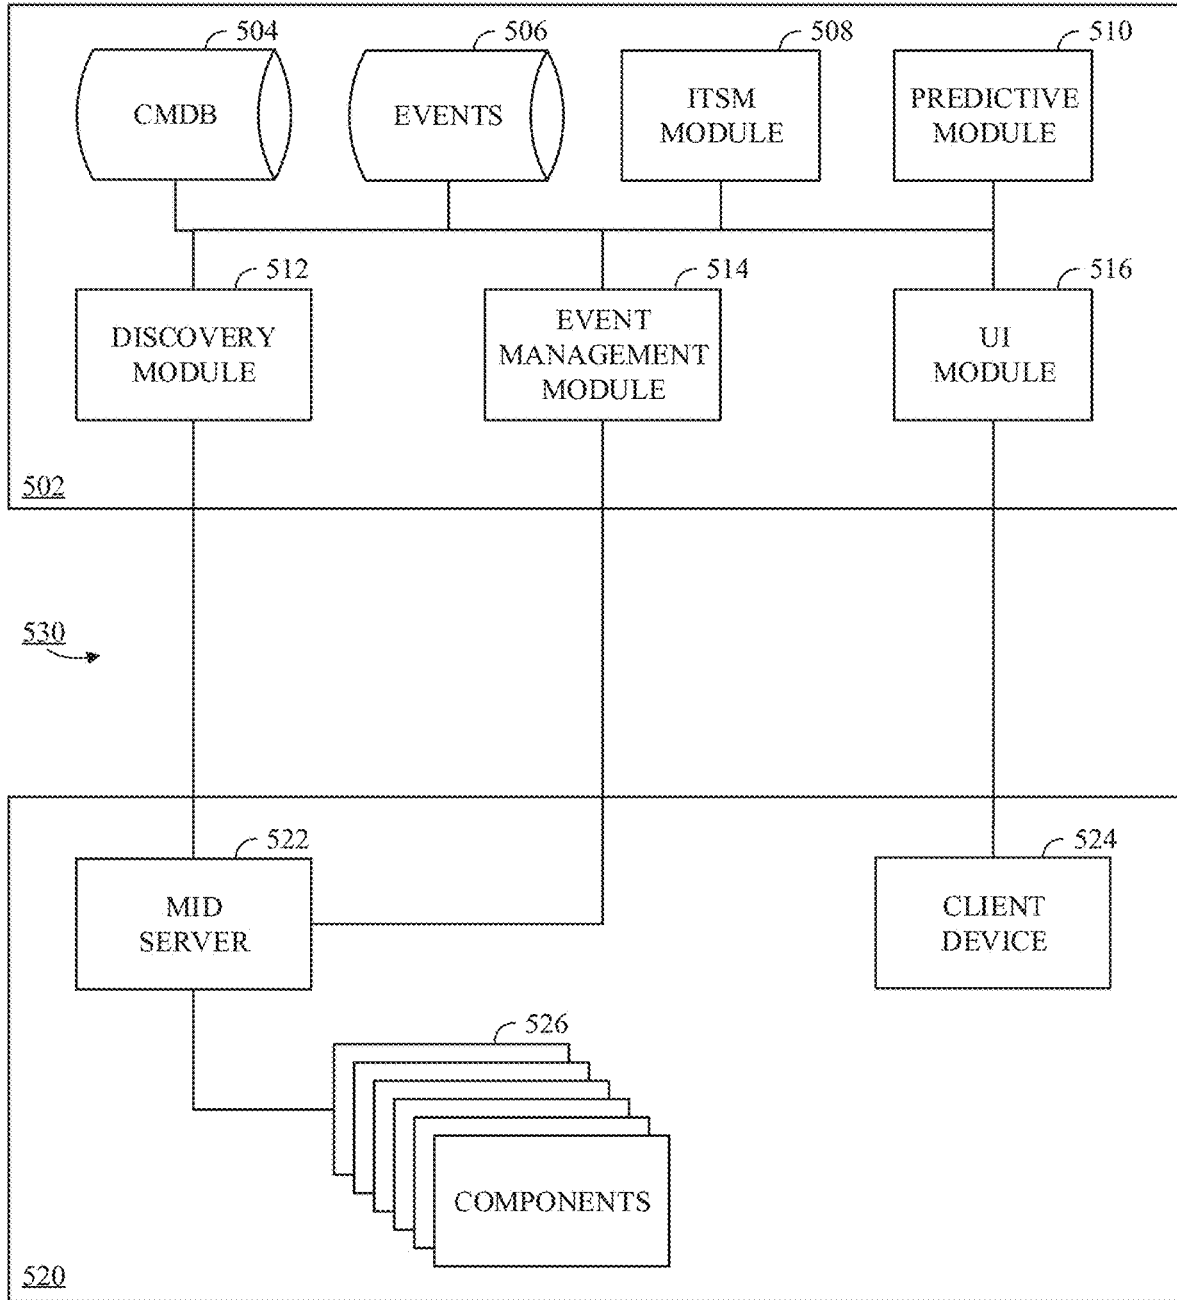 504
506
508
510
CMDB
EVENTS
ITSM
MODULE
PREDICTIVE
MODULE
512
514
516
DISCOVERY
MODULE
EVENT
MANAGEMENT
MODULE
UI
MODULE
502
530
522
524
MID
SERVER
CLIENT
DEVICE
526
COMPONENTS
520